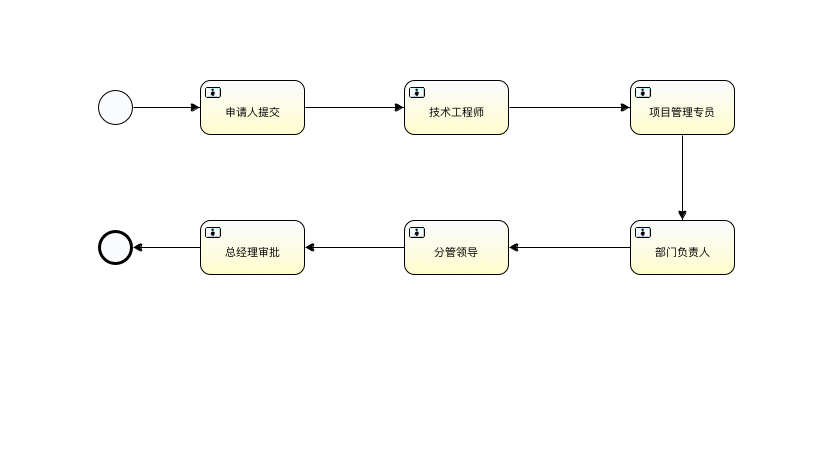 申请人提交
技术工程师
项目管理专员
部门负责人
分管领导
总经理审批